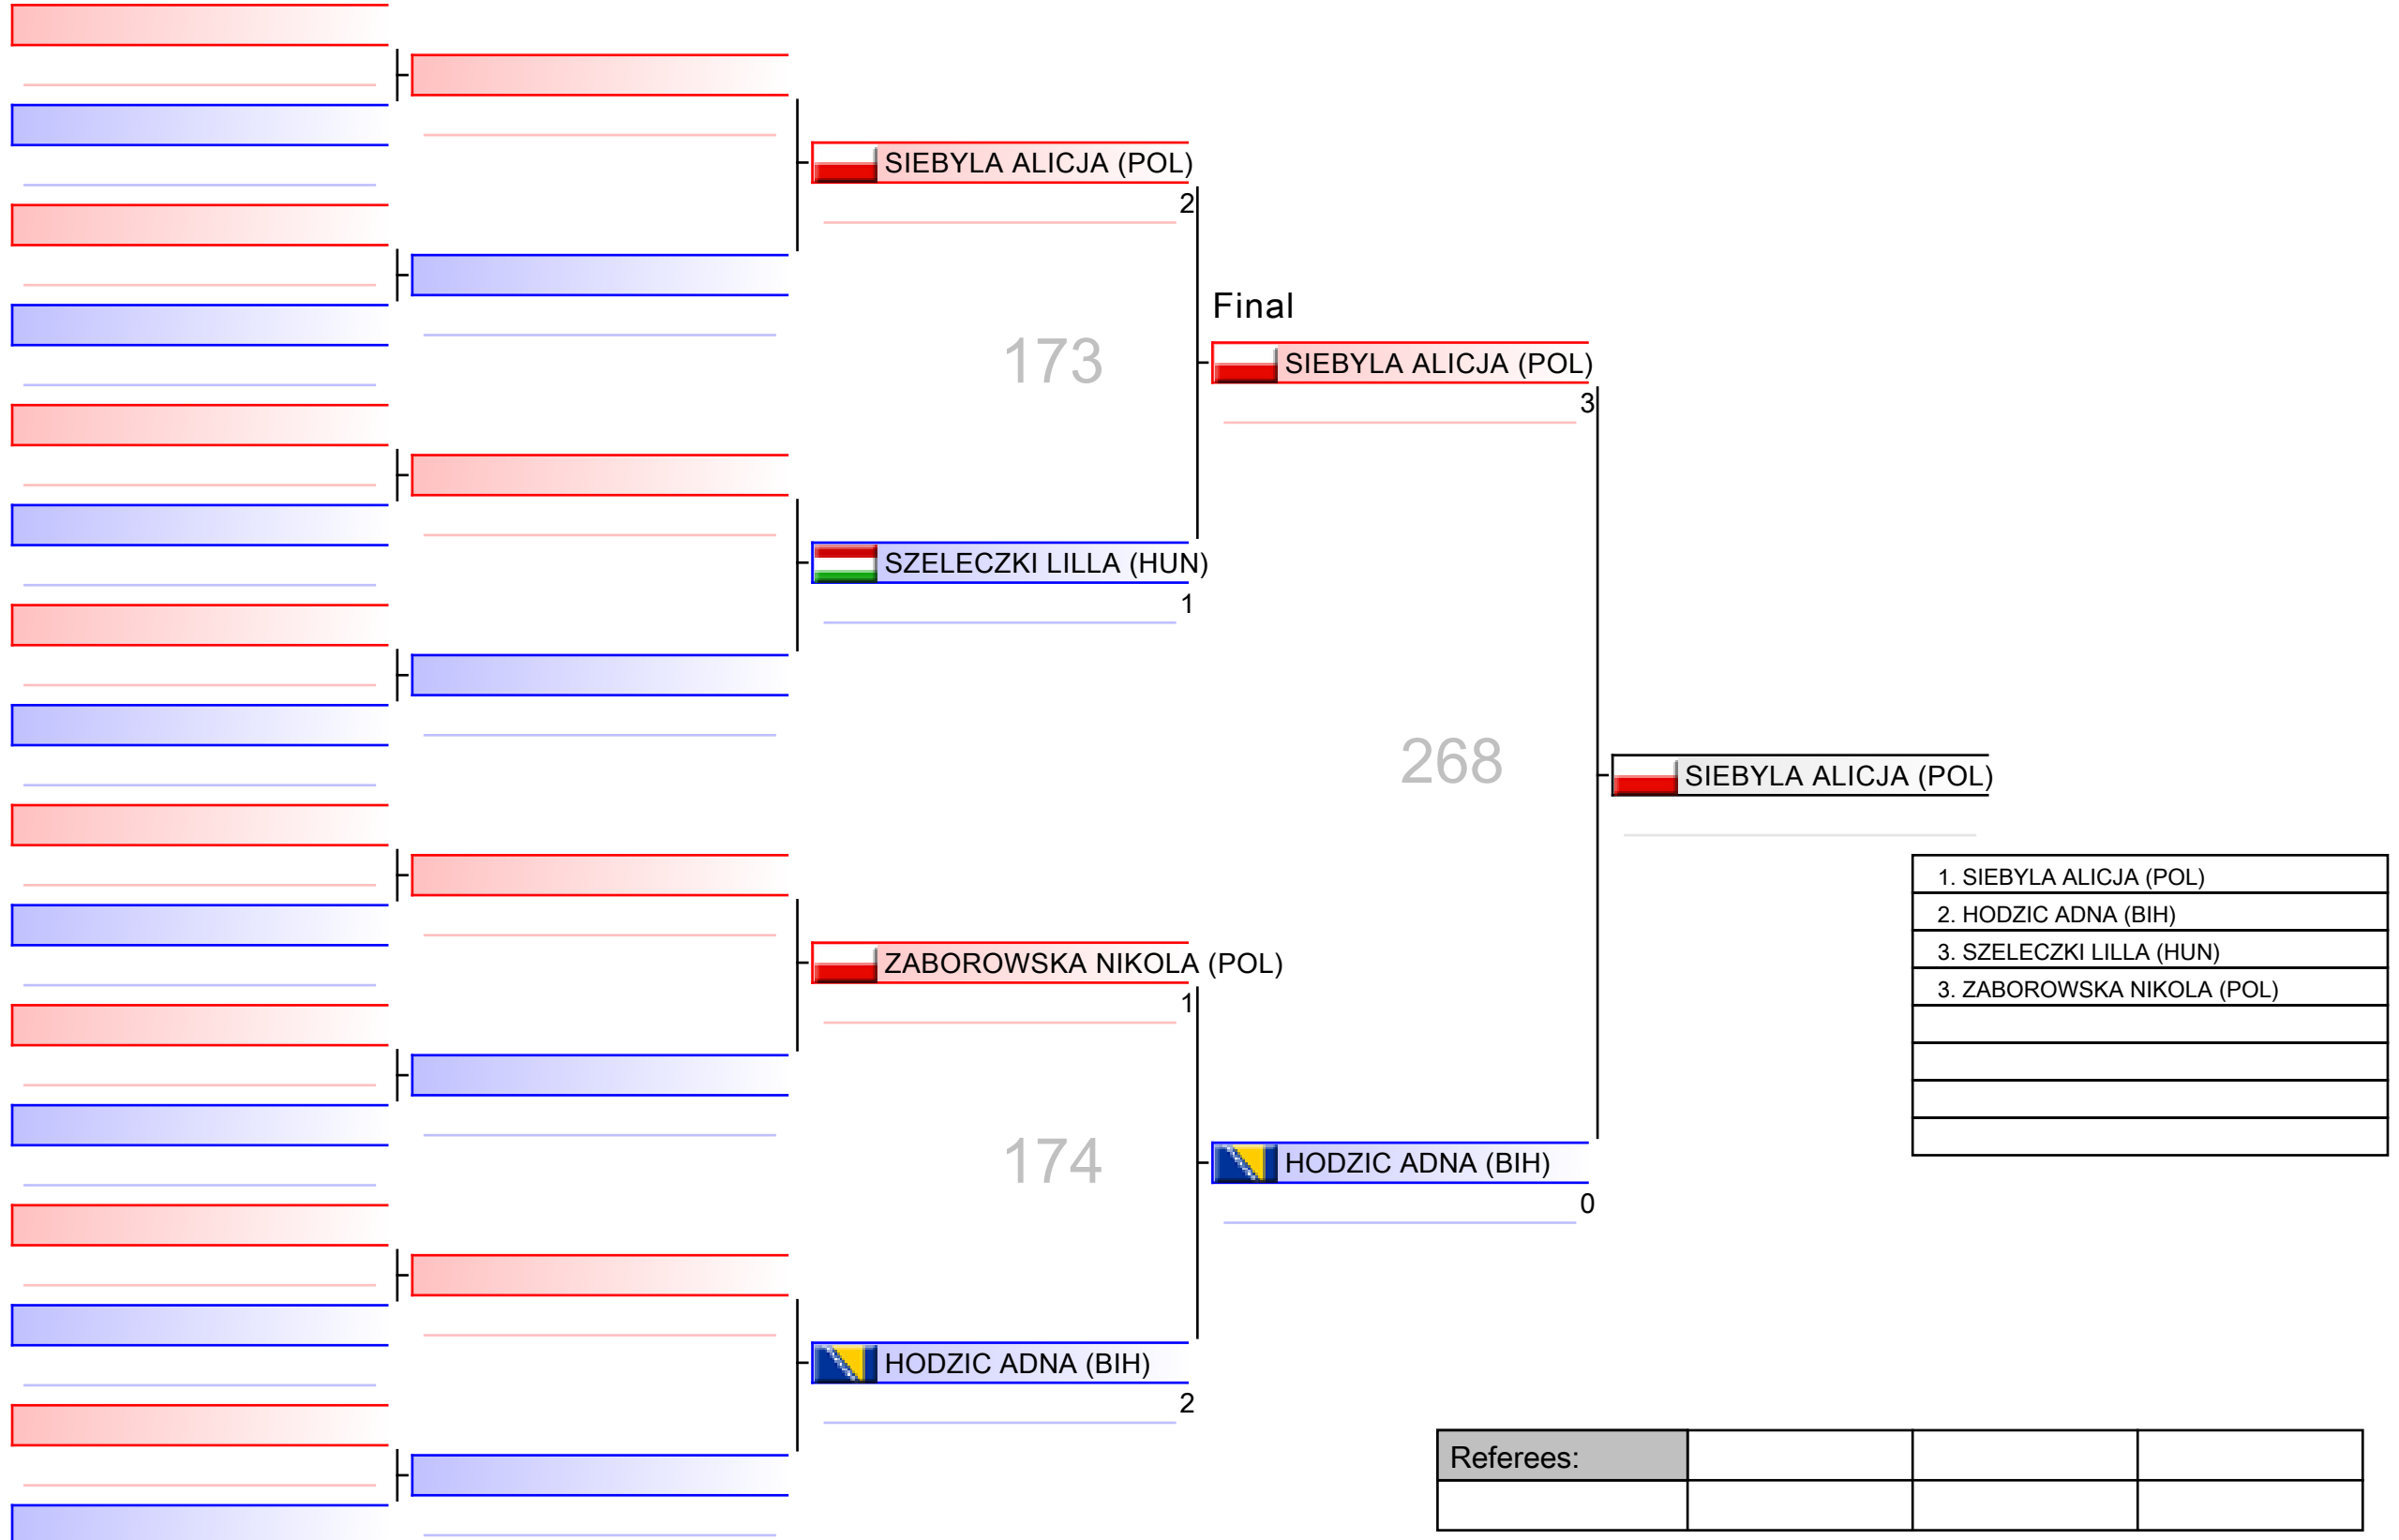 SIEBYLA ALICJA (POL)
2
Final
173
SIEBYLA ALICJA (POL)
3
SZELECZKI LILLA (HUN)
1
268
SIEBYLA ALICJA (POL)
1. SIEBYLA ALICJA (POL)
2. HODZIC ADNA (BIH)
3. SZELECZKI LILLA (HUN)
3. ZABOROWSKA NIKOLA (POL)
ZABOROWSKA NIKOLA (POL)
1
174
HODZIC ADNA (BIH)
0
HODZIC ADNA (BIH)
2
Referees: